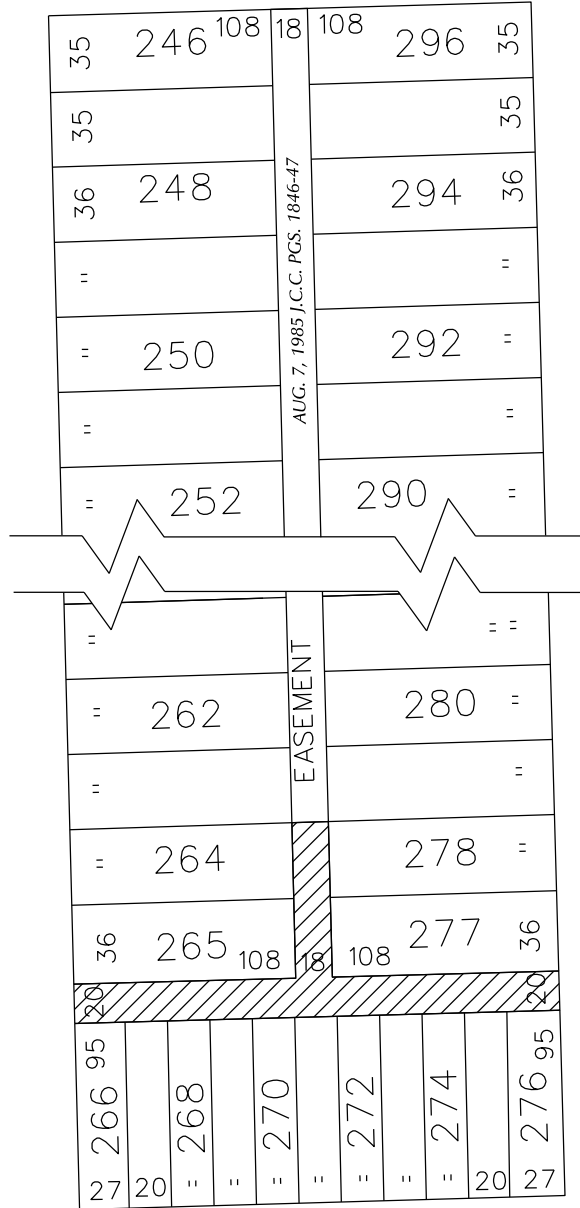 35 246 108 18 108 296 35
35 35
36 248 294 36
" "
" 250 292 "
" "
" 252 290 "
AUG. 7, 1985 J.C.C. PGS. 1846-47
" " "
" 262 280 "
EASEMENT
" "
" 264 278 "
36 265 108 18 108 277 36
20 20
95 95
266 268 270 272 274 276
27 20 " " " " " " " 20 27